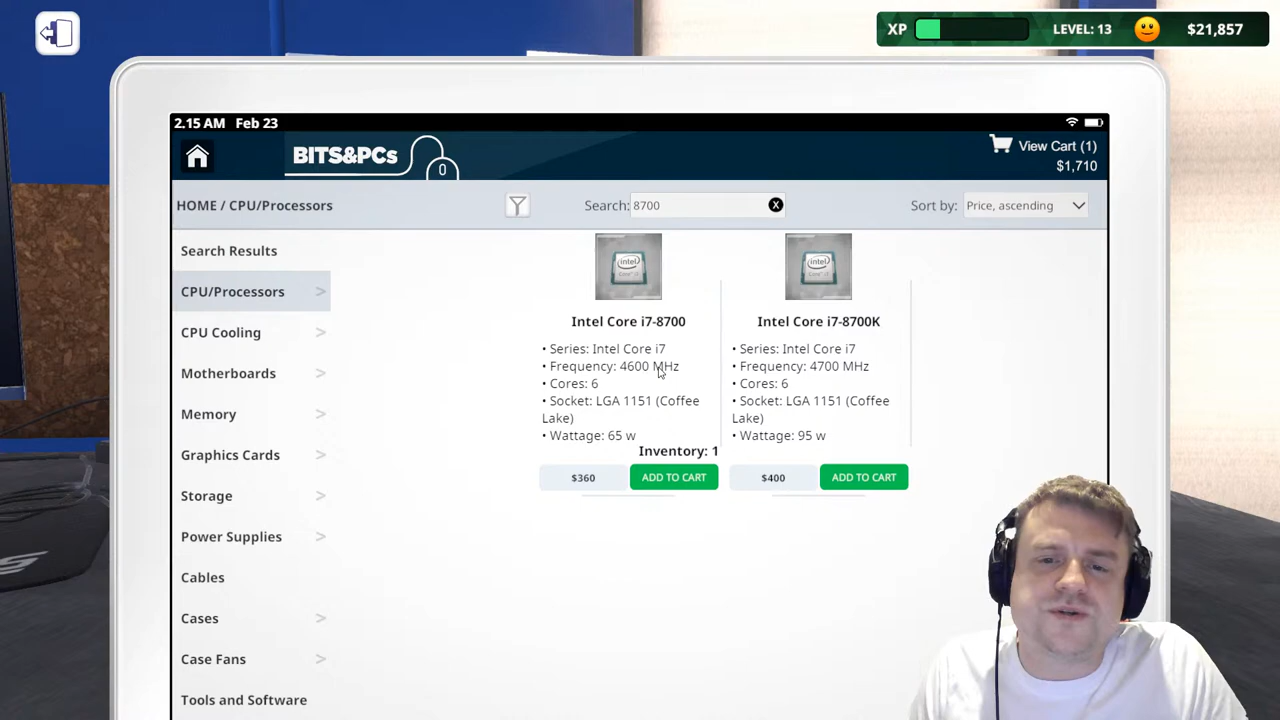 XP
LEVEL: 13
$21,857
2.15 AM Feb 23
BITS&PCs
0
View Cart (1)
$1,710
HOME / CPU/Processors
Search: 8700
X
Sort by: Price, ascending
Search Results
CPU/Processors >
CPU Cooling >
Motherboards >
Memory >
Graphics Cards >
Storage >
Power Supplies >
Cables
Cases >
Case Fans >
Tools and Software
intel
CORE i7
Intel Core i7-8700
• Series: Intel Core i7
• Frequency: 4600 MHz
• Cores: 6
• Socket: LGA 1151 (Coffee
Lake)
• Wattage: 65 w
Inventory: 1
$360
ADD TO CART
intel
CORE i7
Intel Core i7-8700K
• Series: Intel Core i7
• Frequency: 4700 MHz
• Cores: 6
• Socket: LGA 1151 (Coffee
Lake)
• Wattage: 95 w
$400
ADD TO CART